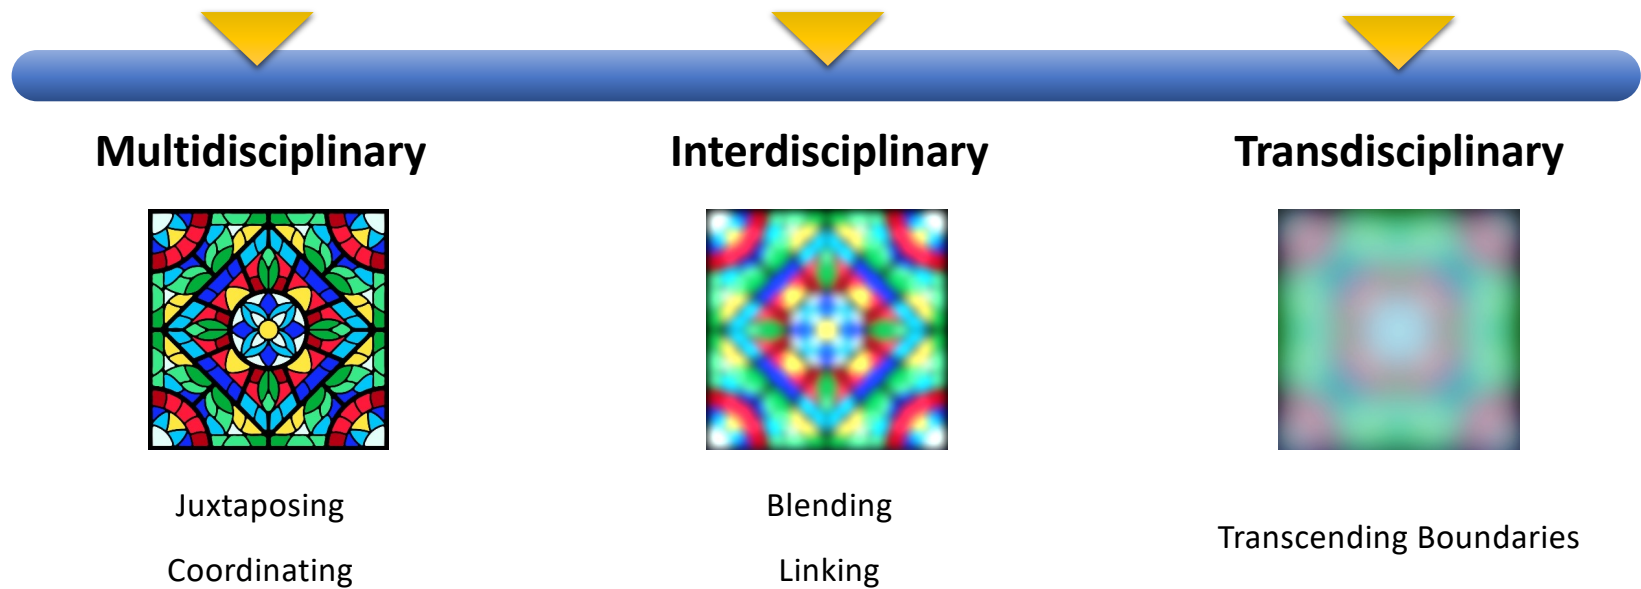 Multidisciplinary
Interdisciplinary
Transdisciplinary
Juxtaposing
Coordinating
Blending
Linking
Transcending Boundaries